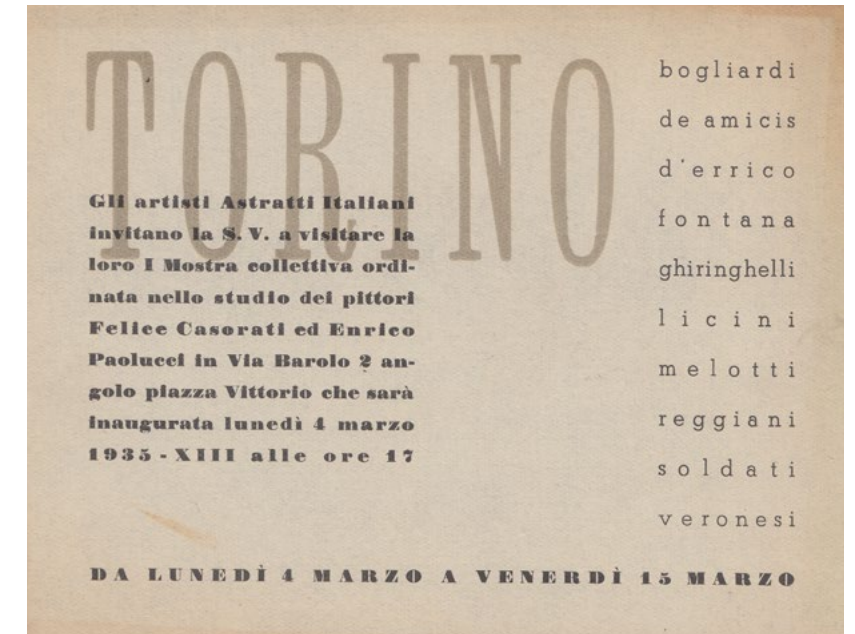 TORINO
Gli artisti Astratti Italiani
invitano la S. V. a visitare la
loro I Mostra collettiva ordi-
nata nello studio dei pittori
Felice Casorati ed Enrico
Paolucci in Via Barolo 2 an-
golo piazza Vittorio che sarà
inaugurata lunedì 4 marzo
1935 - XIII alle ore 17
bogliardi
de amicis
d'errico
fontana
ghiringhelli
licini
melotti
reggiani
soldati
veronesi
DA LUNEDÌ 4 MARZO A VENERDÌ 15 MARZO